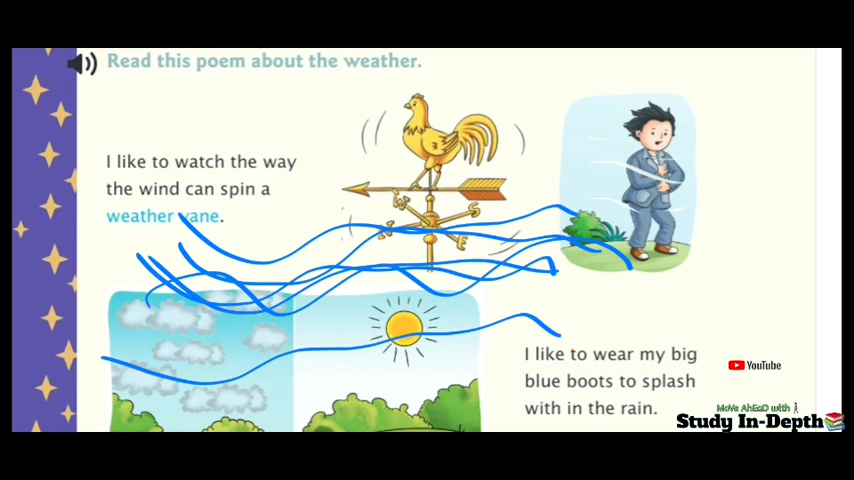 Read this poem about the weather.
I like to watch the way
the wind can spin a
weather vane.
W
S
N
E
I like to wear my big
blue boots to splash
with in the rain.
YouTube
MoVe AhEaD with
Study In-Depth